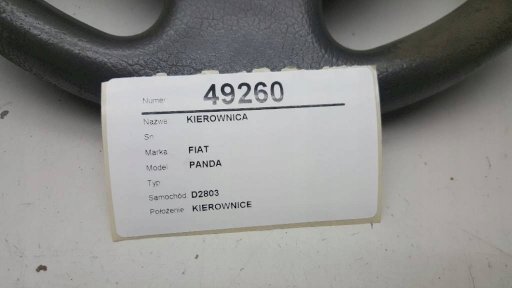 Numer 49260
Nazwa KIEROWNICA
Sn
Marka FIAT
Model PANDA
Typ
Samochód D2803
Położenie KIEROWNICE